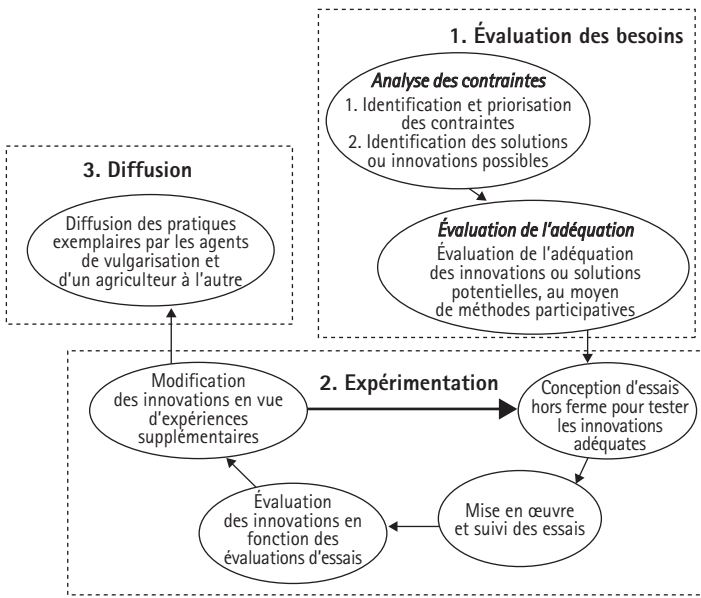 1. Évaluation des besoins
Analyse des contraintes
1. Identification et priorisation
des contraintes
2. Identification des solutions
ou innovations possibles
Évaluation de l'adéquation
Évaluation de l'adéquation
des innovations ou solutions
potentielles, au moyen
de méthodes participatives
2. Expérimentation
Conception d'essais
hors ferme pour tester
les innovations
adéquates
Mise en œuvre
et suivi des essais
Évaluation
des innovations en
fonction des
évaluations d'essais
Modification
des innovations en vue
d'expériences
supplémentaires
3. Diffusion
Diffusion des pratiques
exemplaires par les agents
de vulgarisation et
d'un agriculteur à l'autre